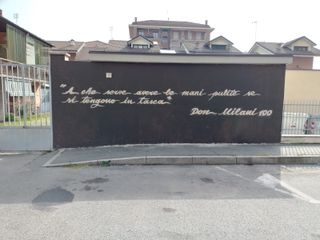 "A che serve avere le mani pulite se
si tengono in tasca"
Don Milani 100